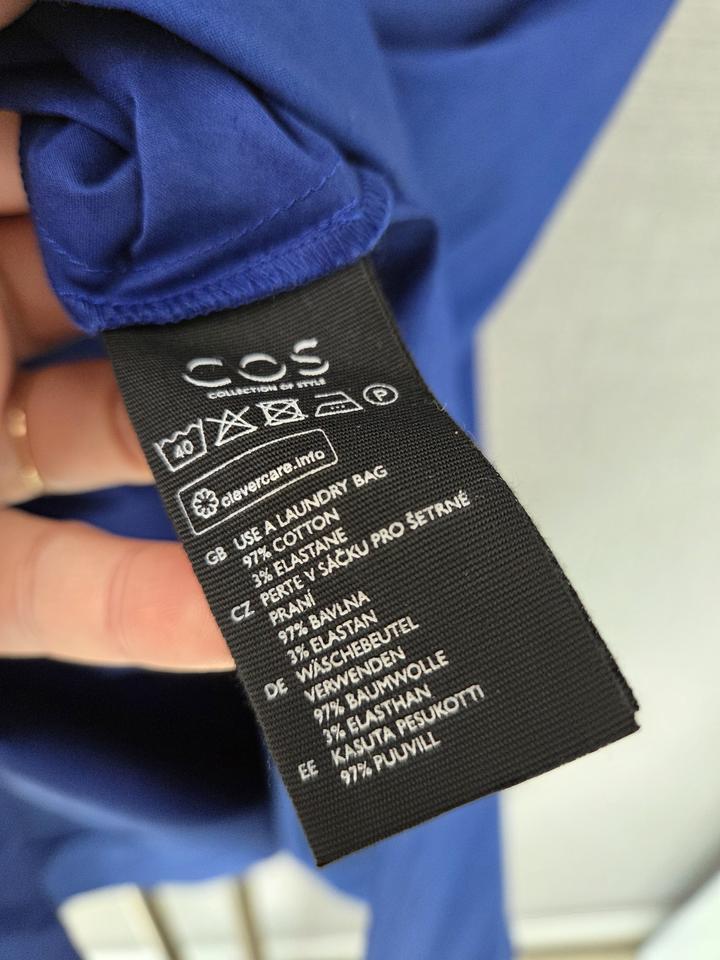 COS
COLLECTION OF STYLE
40
P
clevercare.info
GB USE A LAUNDRY BAG
97% COTTON
3% ELASTANE
CZ PERTE V SÁČKU PRO ŠETRNÉ
PRANÍ
97% BAVLNA
3% ELASTAN
DE WÄSCHEBEUTEL
VERWENDEN
97% BAUMWOLLE
3% ELASTHAN
EE KASUTA PESUKOTTI
97% PUUVILL